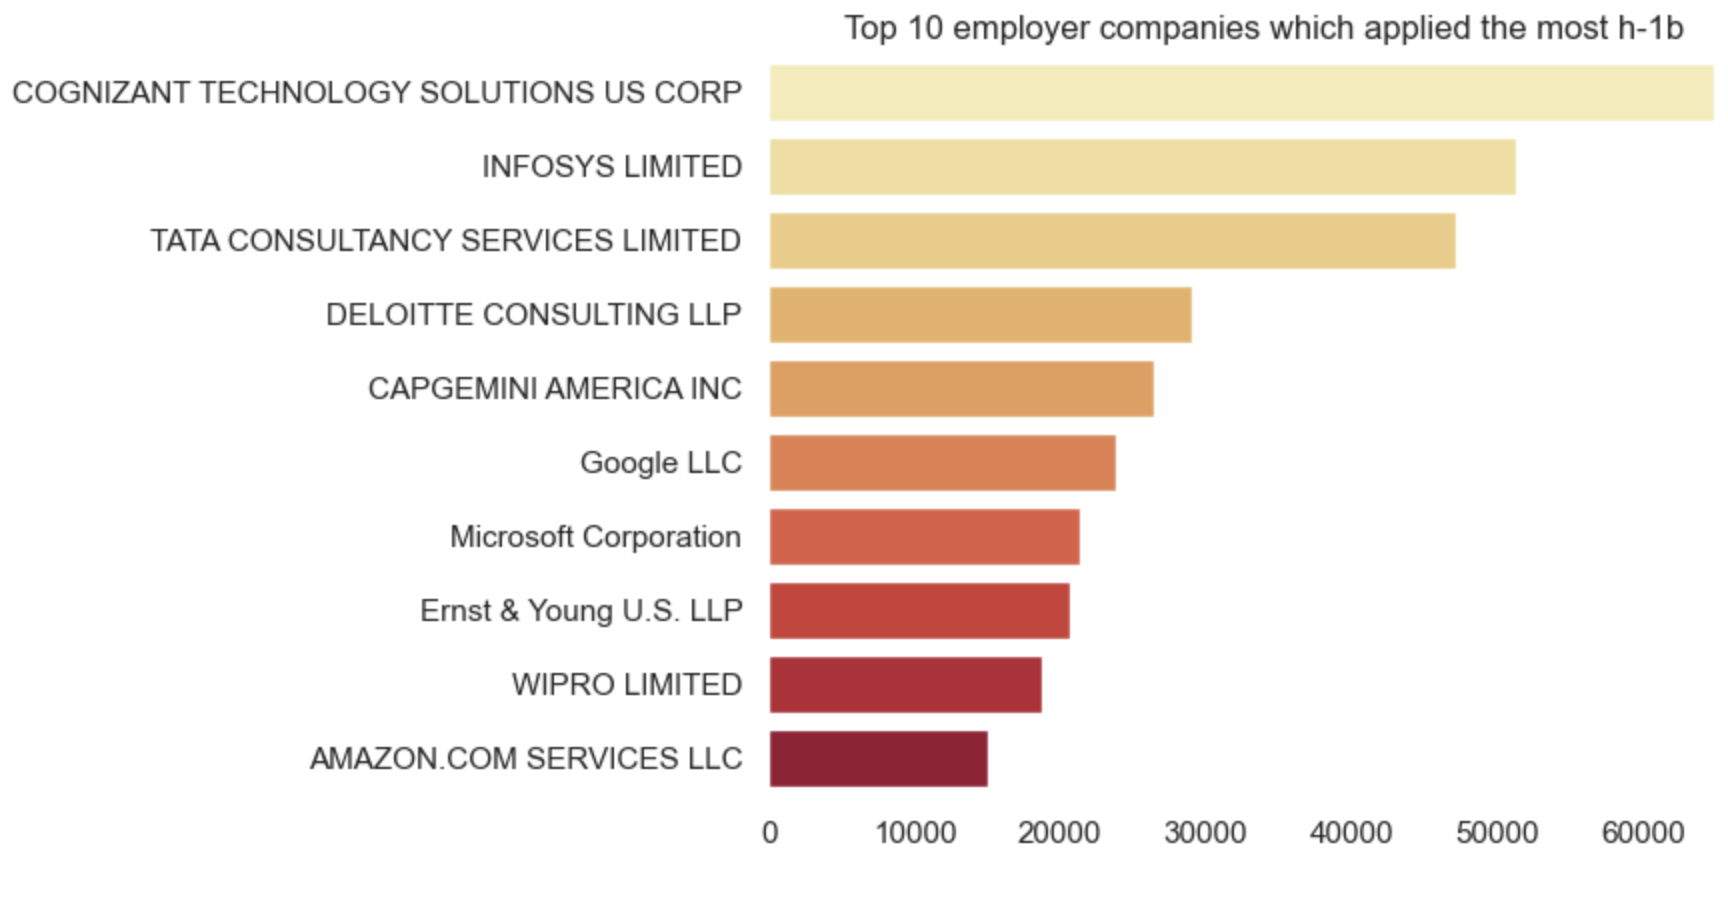 Top 10 employer companies which applied the most h-1b
COGNIZANT TECHNOLOGY SOLUTIONS US CORP
INFOSYS LIMITED
TATA CONSULTANCY SERVICES LIMITED
DELOITTE CONSULTING LLP
CAPGEMINI AMERICA INC
Google LLC
Microsoft Corporation
Ernst & Young U.S. LLP
WIPRO LIMITED
AMAZON.COM SERVICES LLC
0 10000 20000 30000 40000 50000 60000